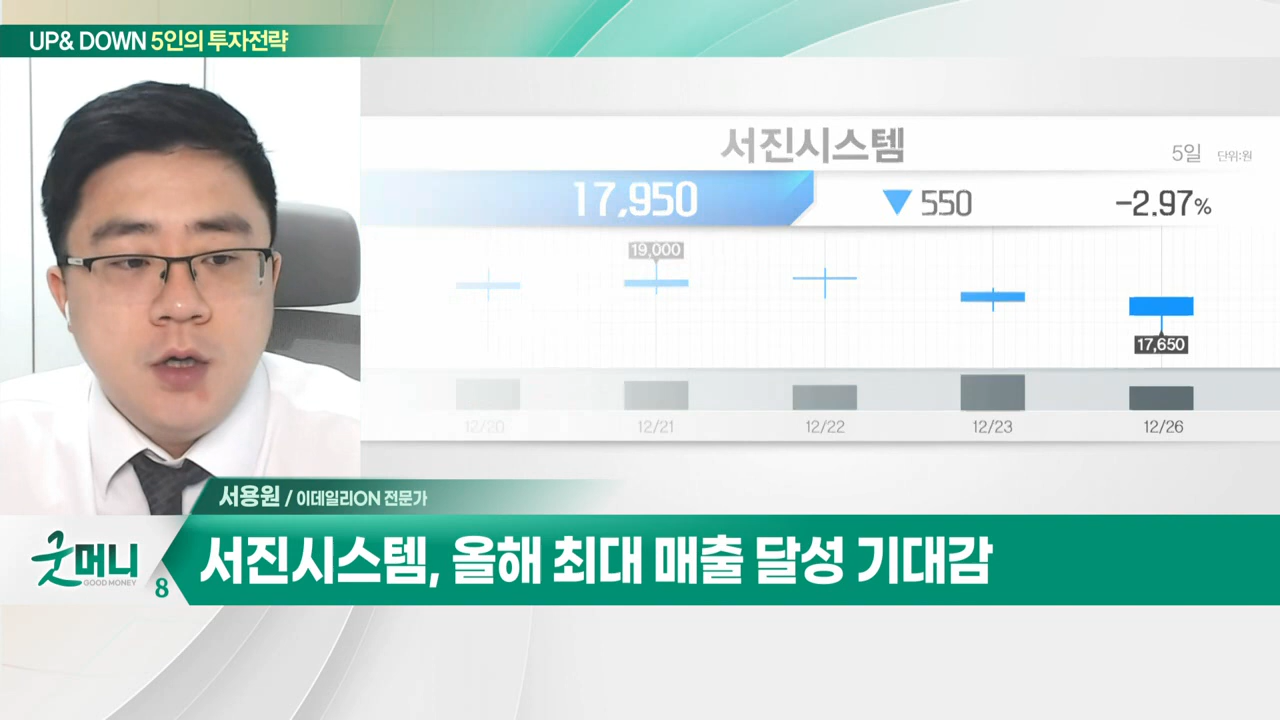 UP& DOWN 5인의 투자전략
서진시스템
5일 단위:원
17,950 ▼ 550 -2.97%
19,000
17,650
12/20 12/21 12/22 12/23 12/26
서용원 / 이데일리ON 전문가
굿머니
GOOD MONEY
8
서진시스템, 올해 최대 매출 달성 기대감